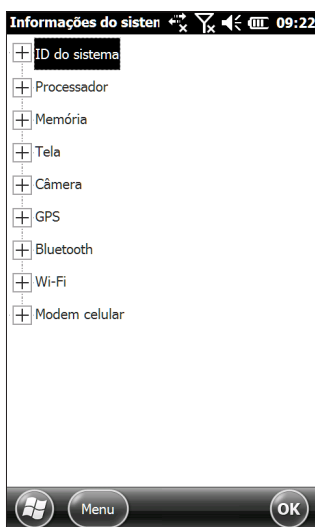 Informações do sistem 09:22
ID do sistema
Processador
Memória
Tela
Câmera
GPS
Bluetooth
Wi-Fi
Modem celular
Menu OK